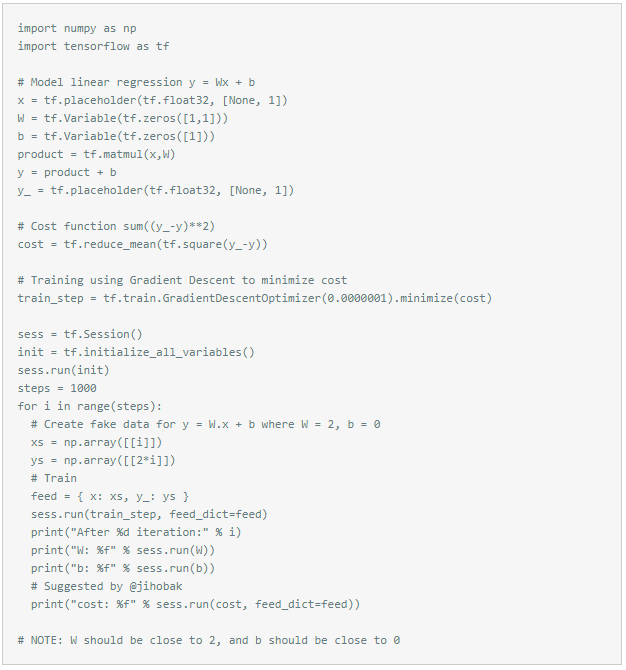 import numpy as np
import tensorflow as tf

# Model linear regression y = Wx + b
x = tf.placeholder(tf.float32, [None, 1])
W = tf.Variable(tf.zeros([1,1]))
b = tf.Variable(tf.zeros([1]))
product = tf.matmul(x,W)
y = product + b
y_ = tf.placeholder(tf.float32, [None, 1])

# Cost function sum((y_-y)**2)
cost = tf.reduce_mean(tf.square(y_-y))

# Training using Gradient Descent to minimize cost
train_step = tf.train.GradientDescentOptimizer(0.0000001).minimize(cost)

sess = tf.Session()
init = tf.initialize_all_variables()
sess.run(init)
steps = 1000
for i in range(steps):
  # Create fake data for y = W.x + b where W = 2, b = 0
  xs = np.array([[i]])
  ys = np.array([[2*i]])
  # Train
  feed = { x: xs, y_: ys }
  sess.run(train_step, feed_dict=feed)
  print("After %d iteration:" % i)
  print("W: %f" % sess.run(W))
  print("b: %f" % sess.run(b))
  # Suggested by @jihobak
  print("cost: %f" % sess.run(cost, feed_dict=feed))

# NOTE: W should be close to 2, and b should be close to 0